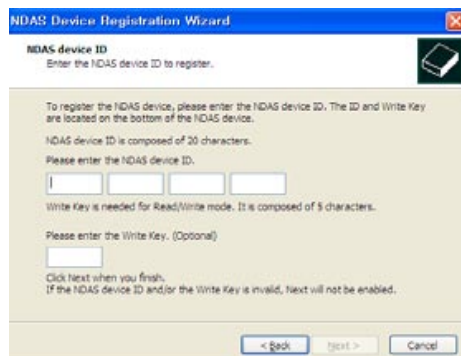 NDAS Device Registration Wizard
NDAS device ID
Enter the NDAS device ID to register.
To register the NDAS device, please enter the NDAS device ID. The ID and Write Key
are located on the bottom of the NDAS device.
NDAS device ID is composed of 20 characters.
Please enter the NDAS device ID.
Write Key is needed for Read/Write mode. It is composed of 5 characters.
Please enter the Write Key. (Optional)
Click Next when you finish.
If the NDAS device ID and/or the Write Key is invalid, Next will not be enabled.
< Back Next > Cancel